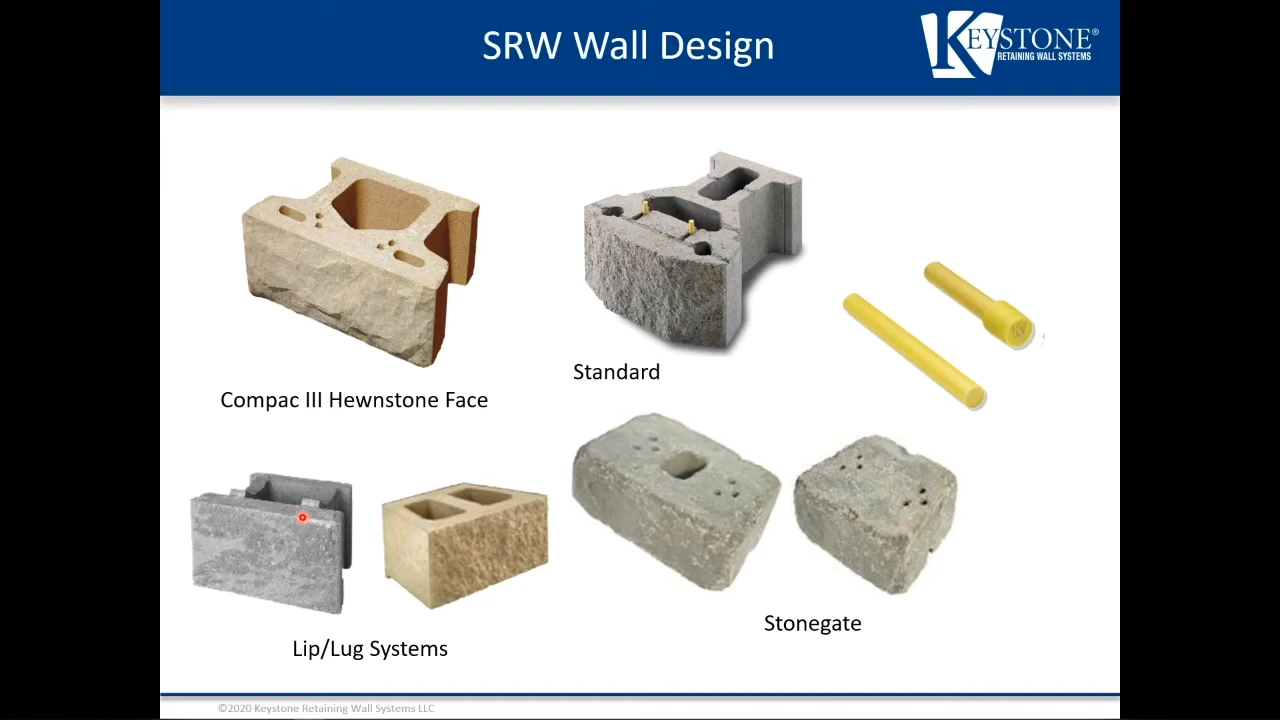 SRW Wall Design
KEYSTONE®
RETAINING WALL SYSTEMS
Compac III Hewnstone Face
Standard
Lip/Lug Systems
Stonegate
©2020 Keystone Retaining Wall Systems LLC